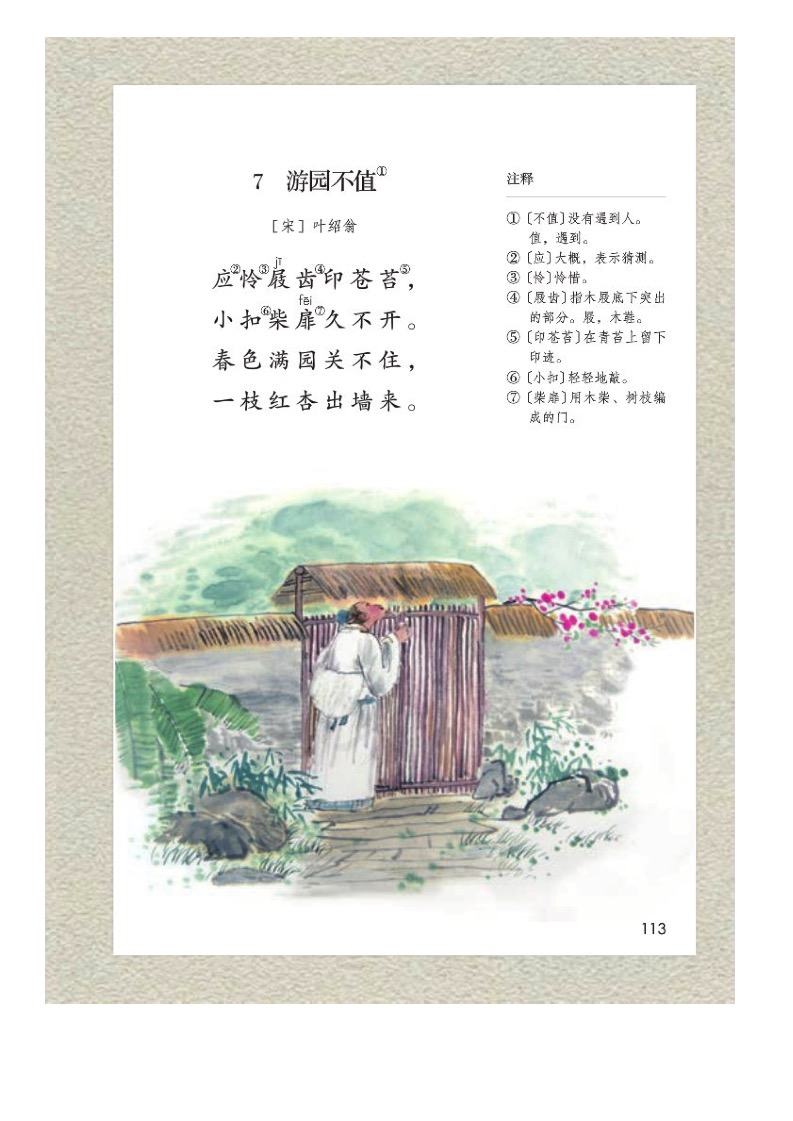 7 游园不值①
［宋］叶绍翁
jī
应②怜③屐齿④印苍苔⑤，
fēi
小扣⑥柴扉⑦久不开。
春色满园关不住，
一枝红杏出墙来。
注释
①〔不值〕没有遇到人。
值，遇到。
②〔应〕大概，表示猜测。
③〔怜〕怜惜。
④〔屐齿〕指木屐底下突出
的部分。屐，木鞋。
⑤〔印苍苔〕在青苔上留下
印迹。
⑥〔小扣〕轻轻地敲。
⑦〔柴扉〕用木柴、树枝编
成的门。
113